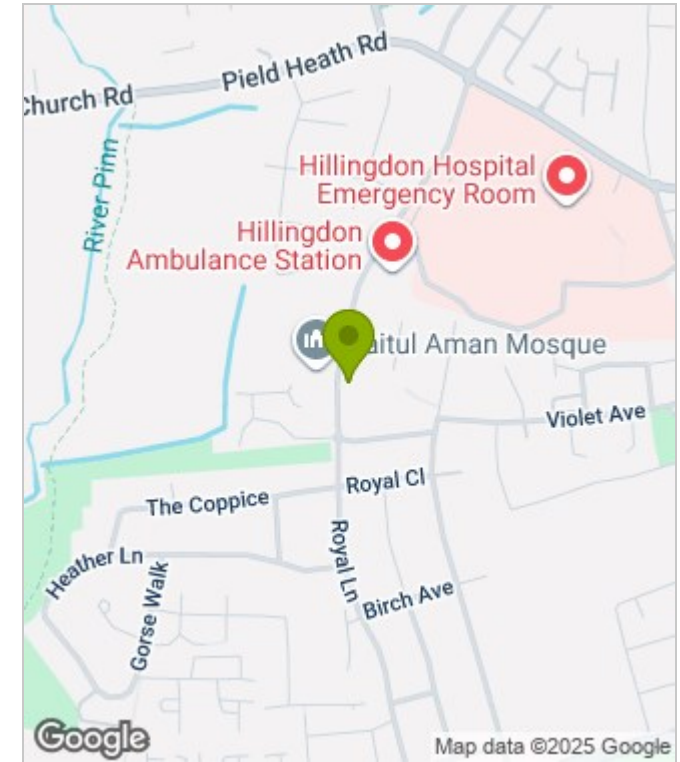 Pield Heath Rd
Church Rd
River Pinn
Hillingdon Hospital
Emergency Room
Hillingdon
Ambulance Station
aitul Aman Mosque
Violet Ave
Royal Cl
The Coppice
Heather Ln
Royal Ln
Gorse Walk
Birch Ave
Google
Map data ©2025 Google